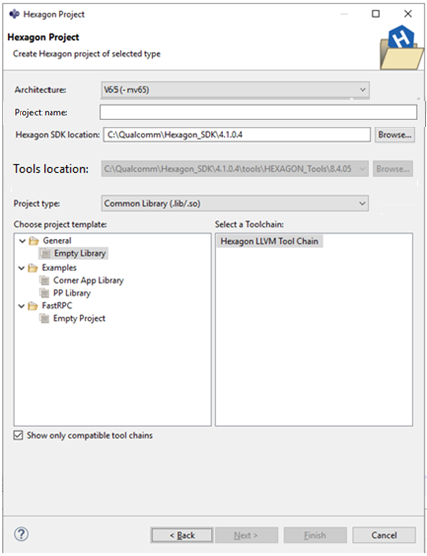 Hexagon Project
Hexagon Project
Create Hexagon project of selected type
Architecture: V65 (-mv65)
Project name:
Hexagon SDK location: C:\Qualcomm\Hexagon_SDK\4.1.0.4 Browse...
Tools location: C:\Qualcomm\Hexagon_SDK\4.1.0.4\tools\HEXAGON_Tools\8.4.05 Browse...
Project type: Common Library (.lib/.so)
Choose project template: Select a Toolchain:
General Hexagon LLVM Tool Chain
Empty Library
Examples
Corner App Library
PP Library
FastRPC
Empty Project
Show only compatible tool chains
< Back Next > Finish Cancel